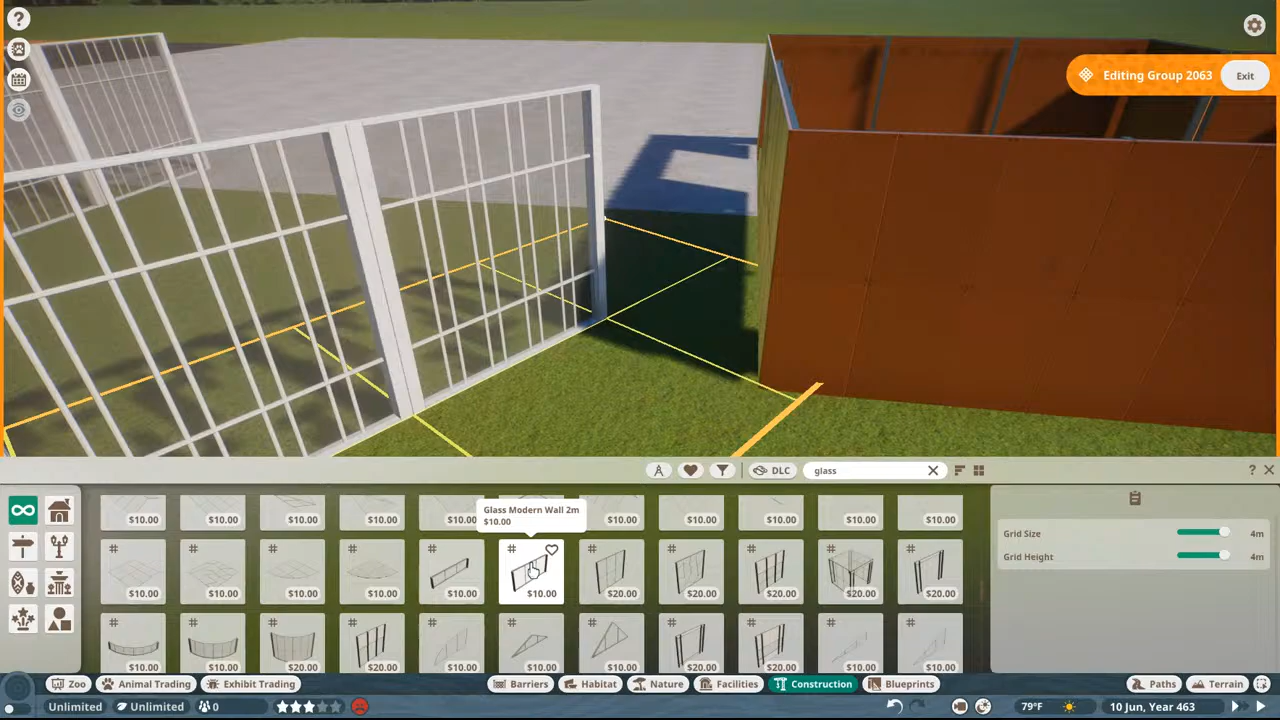 ?
Editing Group 2063
Exit
DLC
glass
?
$10.00 $10.00 $10.00 $10.00 $10.00 $10.00 $10.00 $10.00 $10.00 $10.00
Glass Modern Wall 2m
$10.00
Grid Size 4m
Grid Height 4m
$10.00 $10.00 $10.00 $10.00 $10.00 $10.00 $20.00 $20.00 $20.00 $20.00 $20.00
$10.00 $10.00 $20.00 $20.00 $10.00 $10.00 $10.00 $20.00 $20.00 $10.00 $10.00
Zoo
Animal Trading
Exhibit Trading
Barriers
Habitat
Nature
Facilities
Construction
Blueprints
Paths
Terrain
Unlimited
Unlimited
0
79°F
10 Jun, Year 463